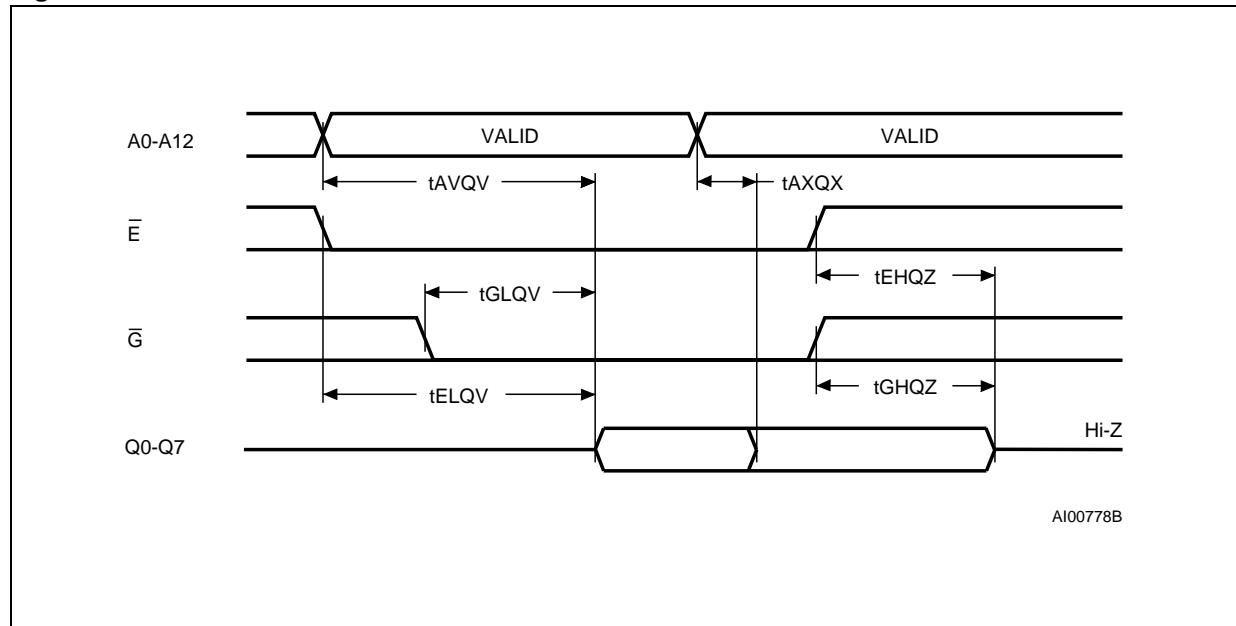 A0-A12
VALID
VALID
tAVQV
tAXQX
E̅
tEHQZ
tGLQV
G̅
tELQV
tGHQZ
Hi-Z
Q0-Q7
AI00778B